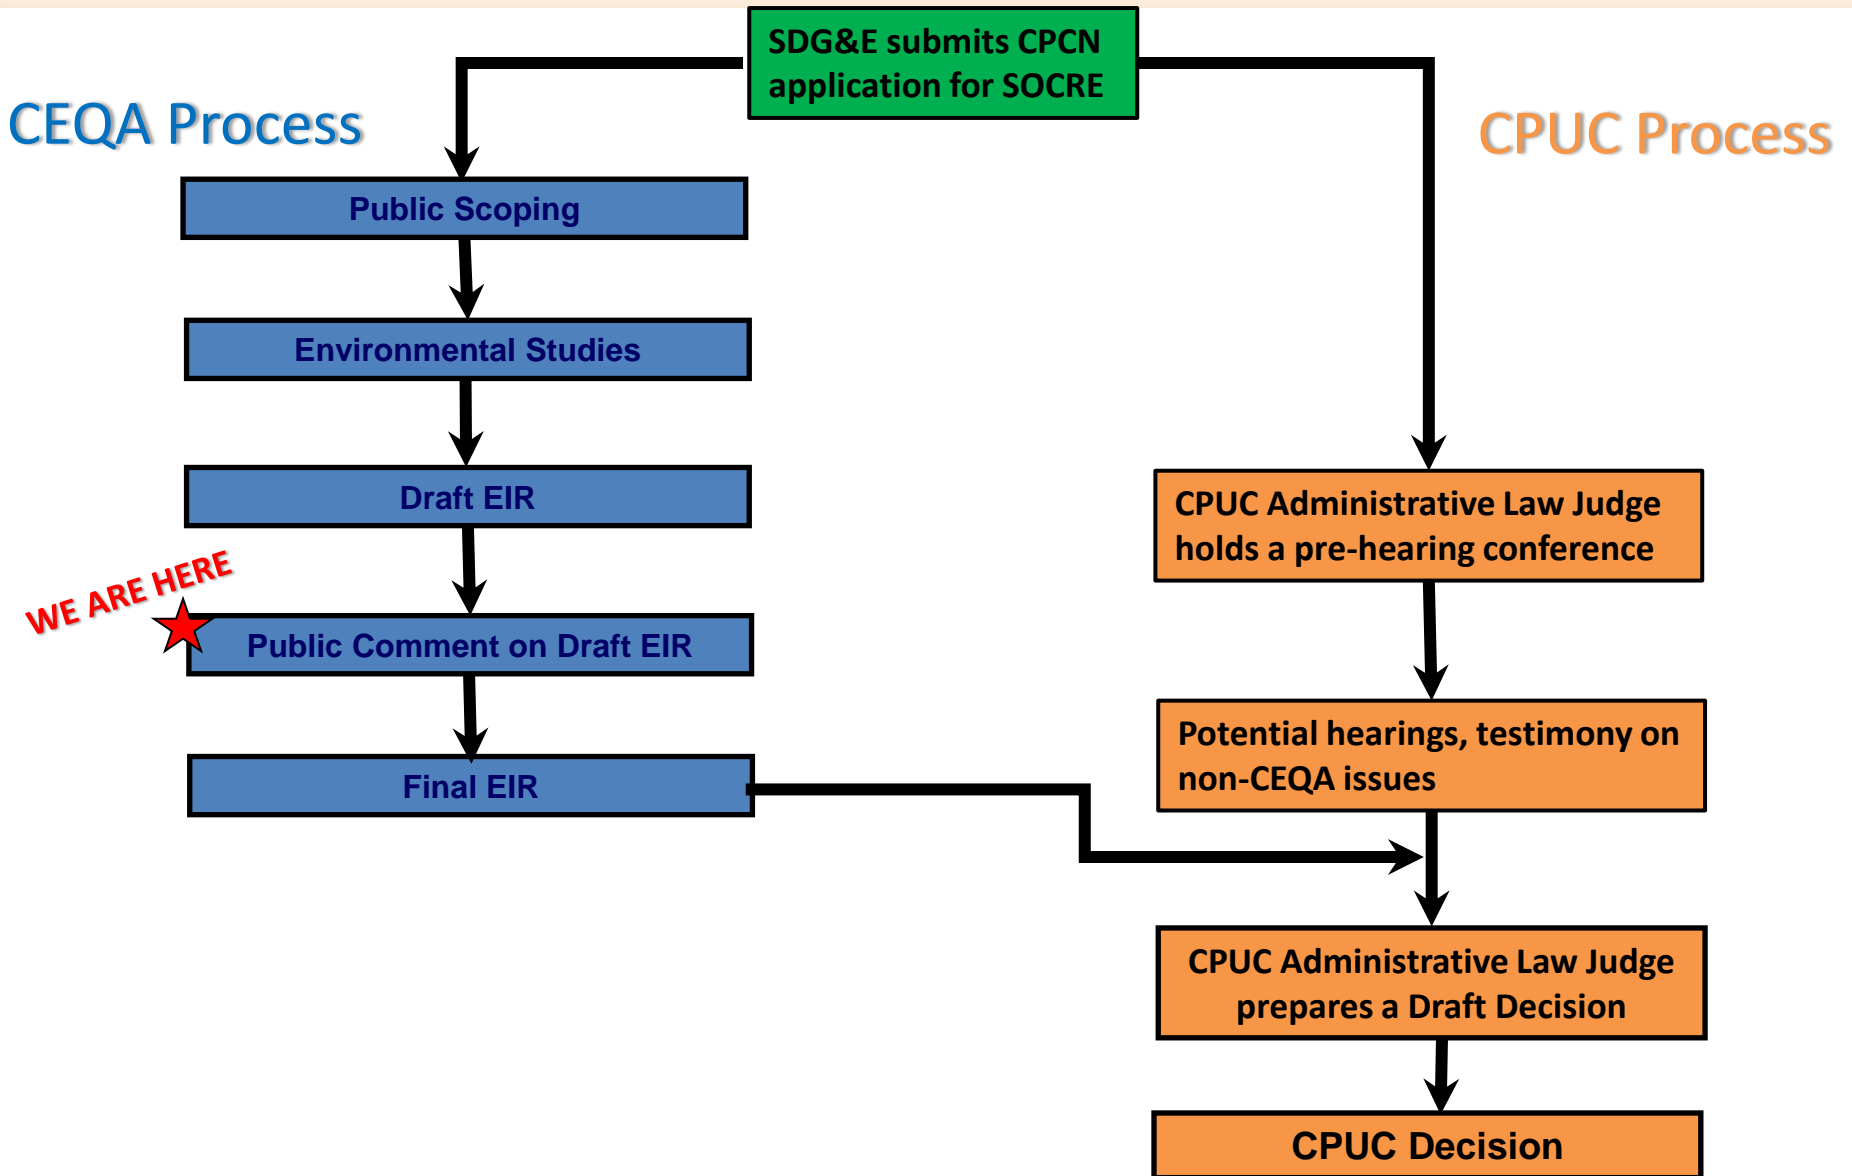 SDG&E submits CPCN
application for SOCRE
CEQA Process
CPUC Process
Public Scoping
Environmental Studies
Draft EIR
WE ARE HERE
Public Comment on Draft EIR
Final EIR
CPUC Administrative Law Judge
holds a pre-hearing conference
Potential hearings, testimony on
non-CEQA issues
CPUC Administrative Law Judge
prepares a Draft Decision
CPUC Decision